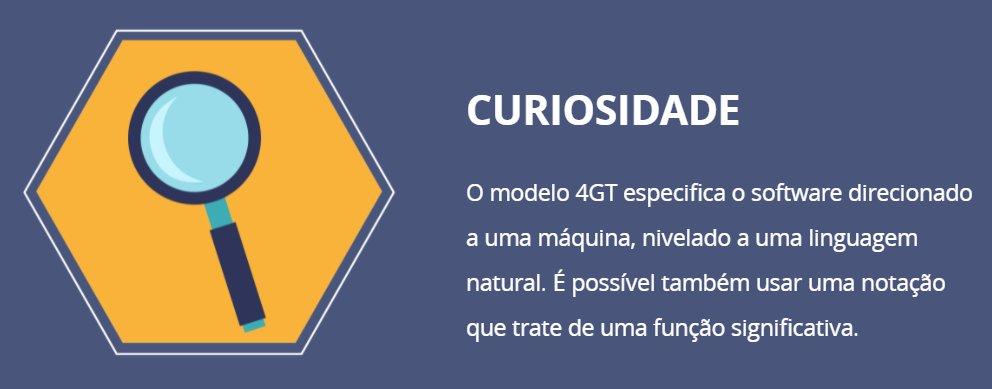 CURIOSIDADE
O modelo 4GT especifica o software direcionado
a uma máquina, nivelado a uma linguagem
natural. É possível também usar uma notação
que trate de uma função significativa.